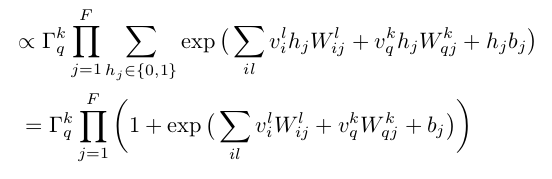 ∝ Γ_q^k ∏_{j=1}^F ∑_{h_j∈{0,1}} exp ( ∑_{il} v_i^l h_j W_{ij}^l + v_q^k h_j W_{qj}^k + h_j b_j )
= Γ_q^k ∏_{j=1}^F ( 1 + exp ( ∑_{il} v_i^l W_{ij}^l + v_q^k W_{qj}^k + b_j ) )